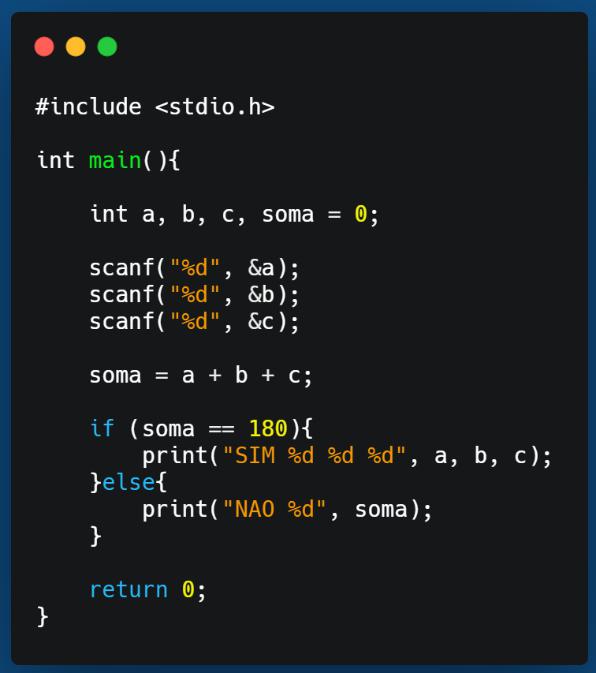 #include <stdio.h>
int main(){
int a, b, c, soma = 0;
scanf("%d", &a);
scanf("%d", &b);
scanf("%d", &c);
soma = a + b + c;
if (soma == 180){
print("SIM %d %d %d", a, b, c);
}else{
print("NAO %d", soma);
}
return 0;
}